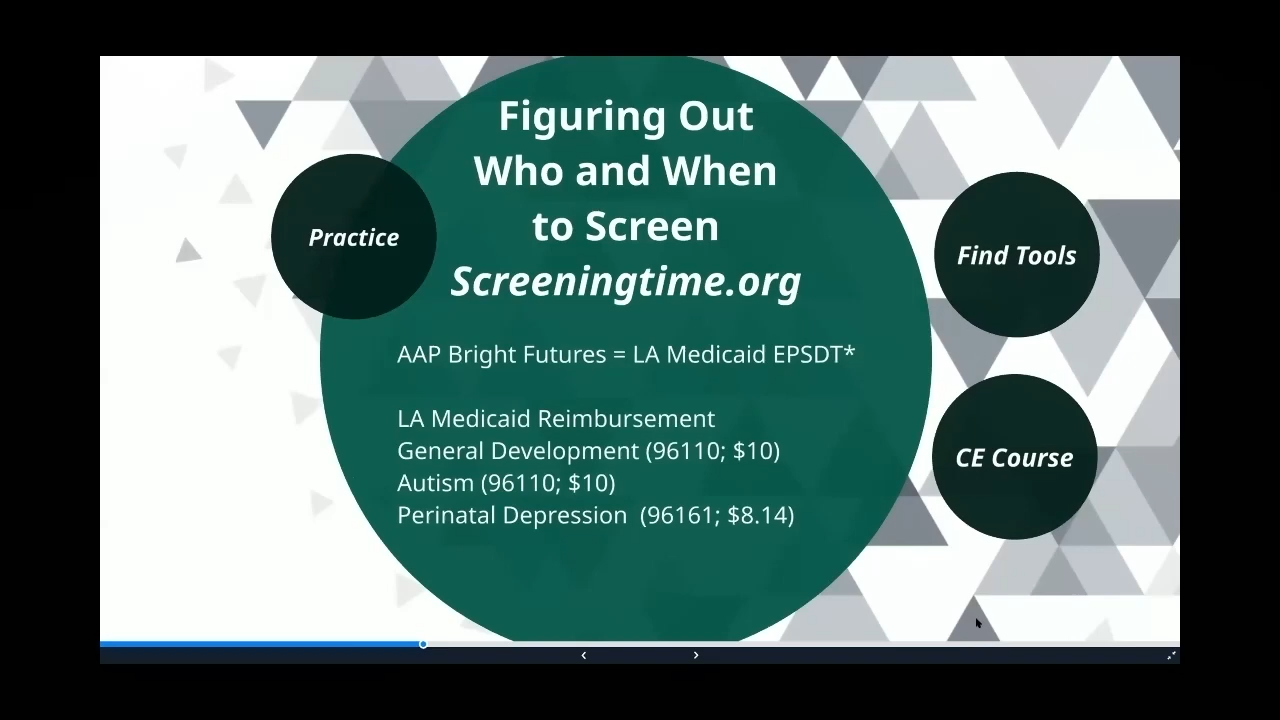 Figuring Out
Who and When
to Screen
Screeningtime.org
Practice
Find Tools
AAP Bright Futures = LA Medicaid EPSDT*
LA Medicaid Reimbursement
General Development (96110; $10)
Autism (96110; $10)
Perinatal Depression  (96161; $8.14)
CE Course